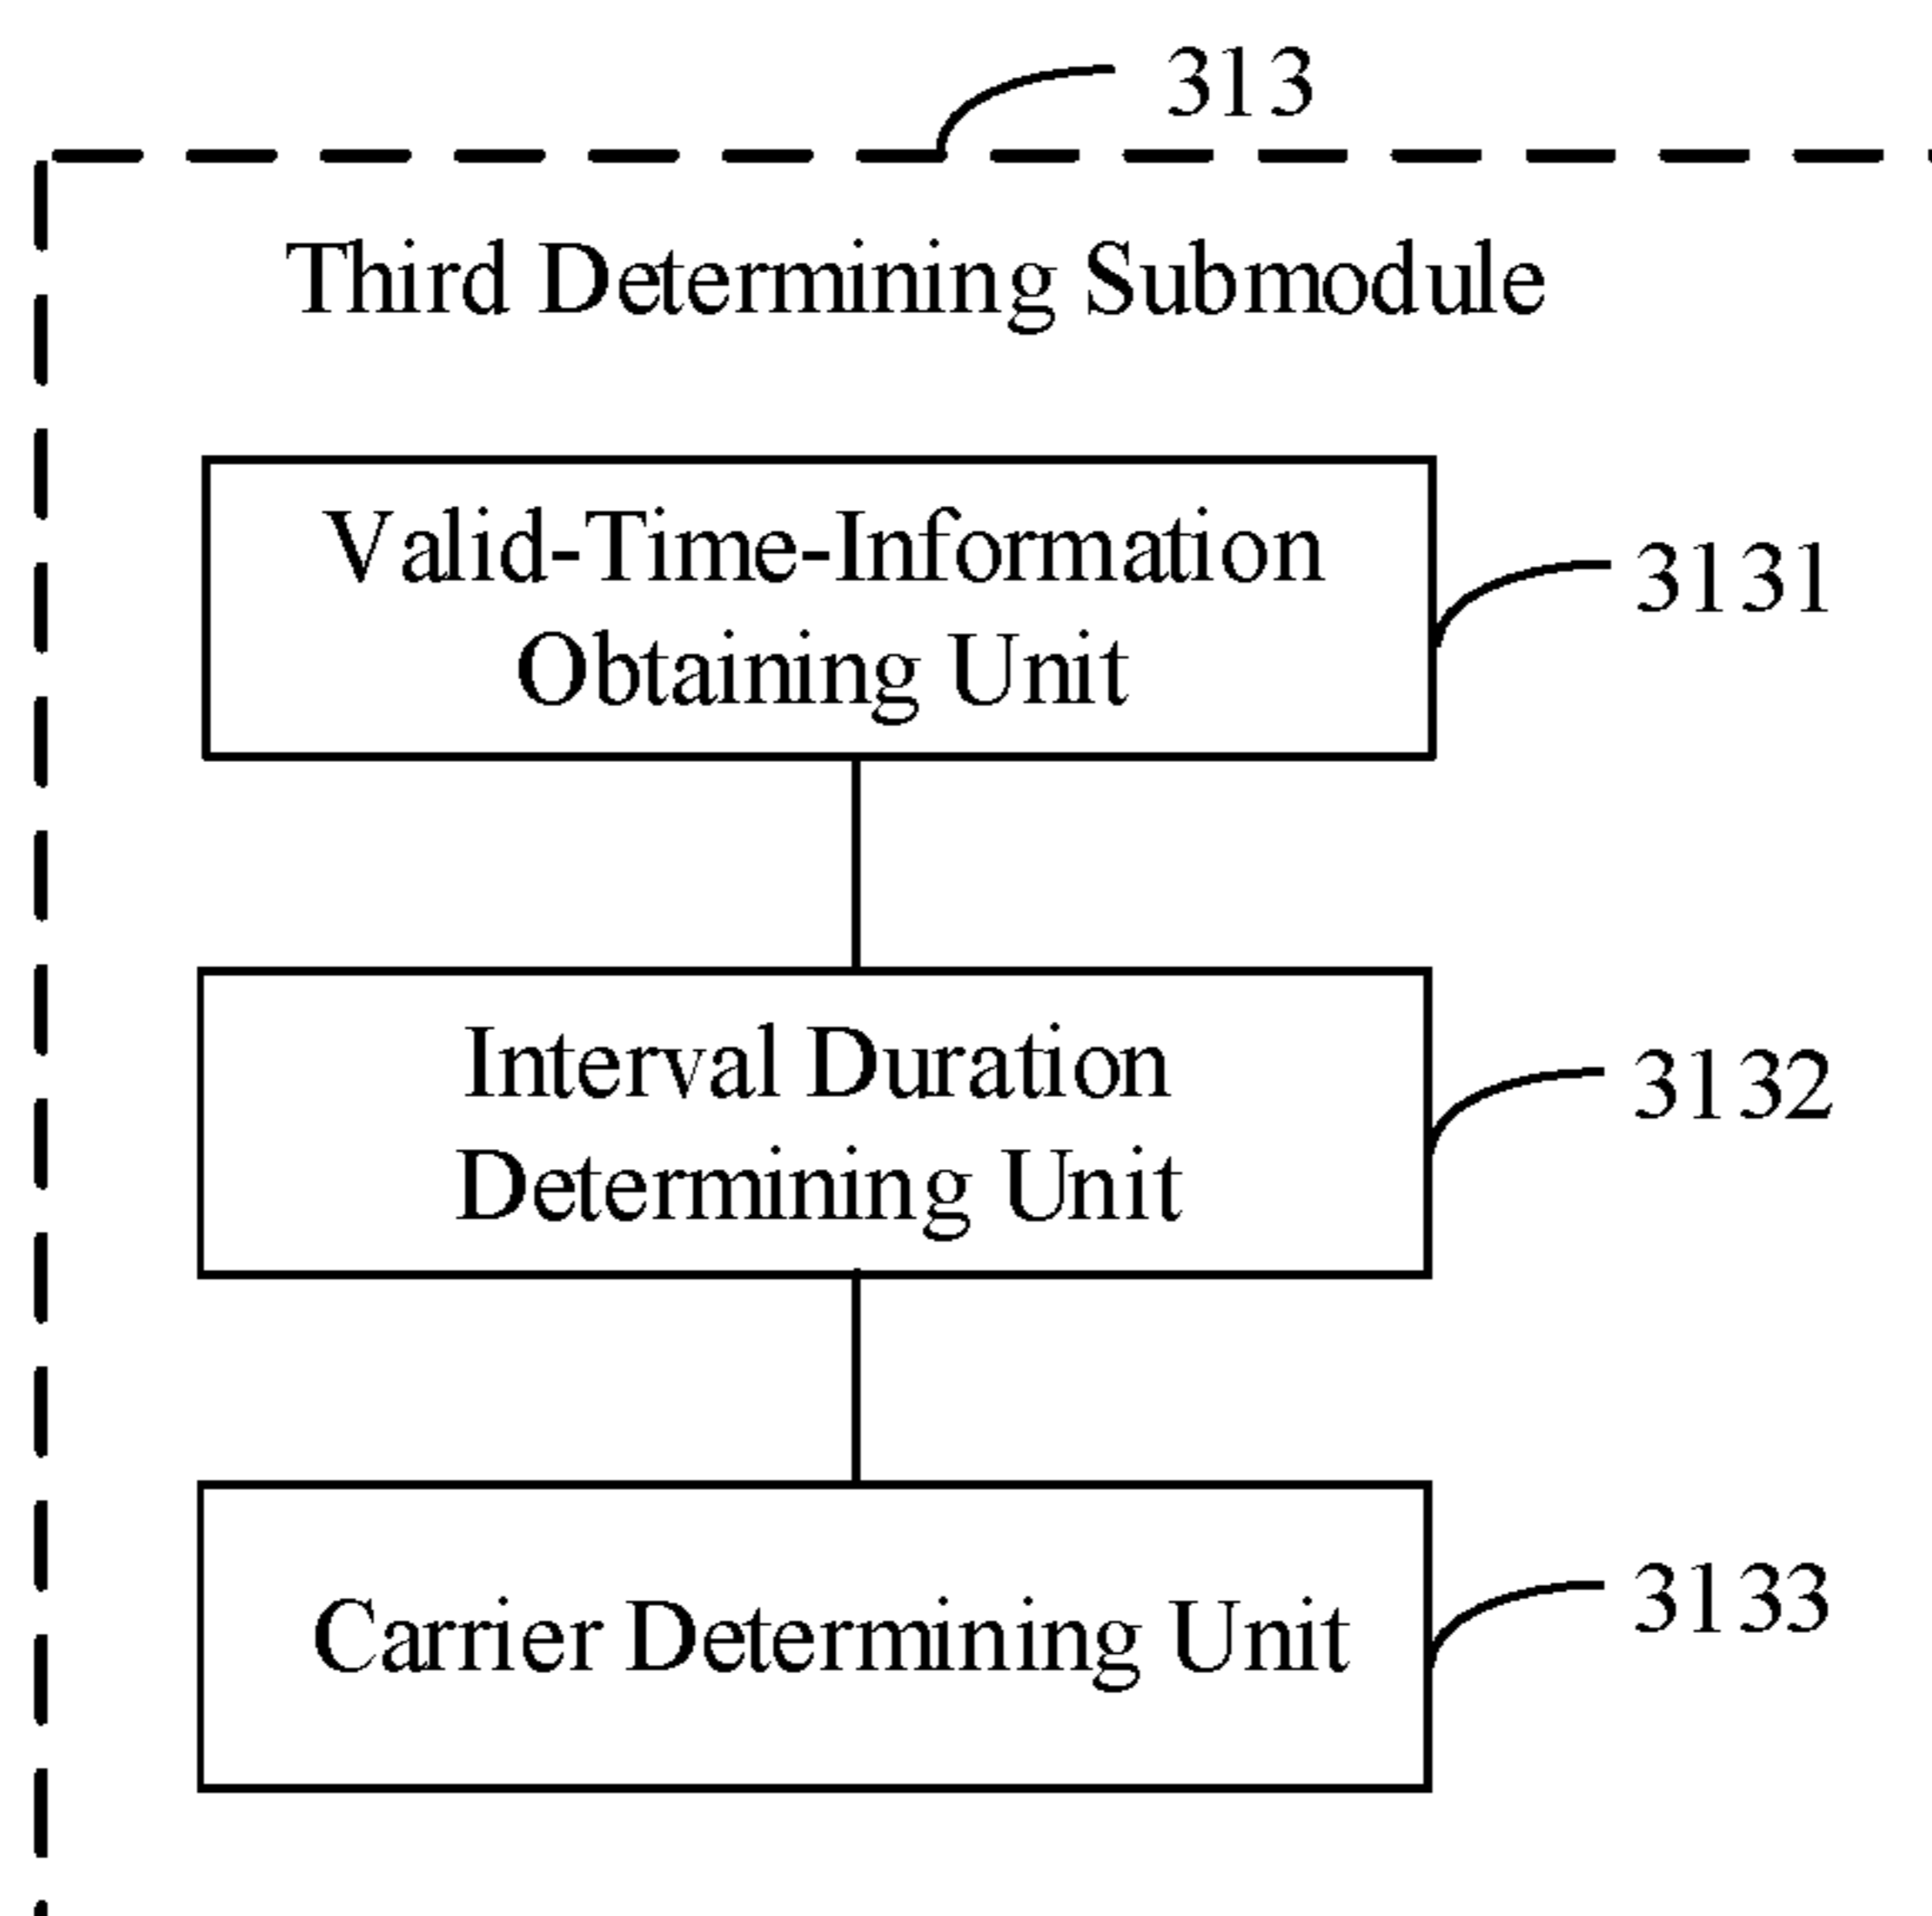 313
Third Determining Submodule
Valid-Time-Information
Obtaining Unit
3131
Interval Duration
Determining Unit
3132
Carrier Determining Unit
3133